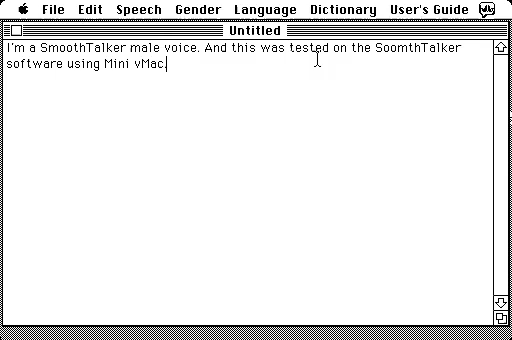 File Edit Speech Gender Language Dictionary User's Guide
Untitled
I'm a SmoothTalker male voice. And this was tested on the SoomthTalker
software using Mini vMac.